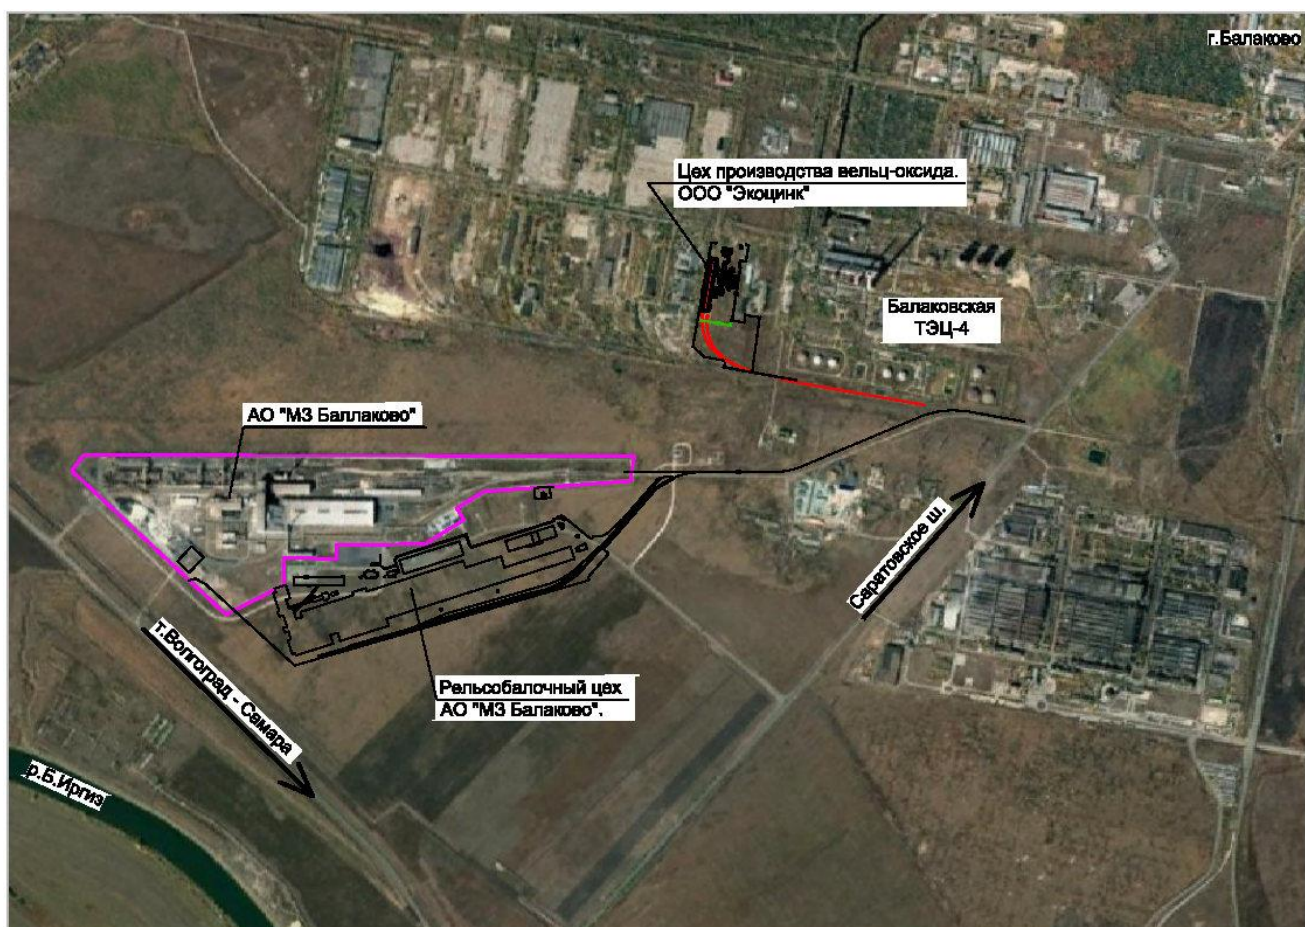 г.Балаково
Цех производства вельц-оксида.
ООО "Экоцинк"
Балаковская
ТЭЦ-4
АО "МЗ Баллаково"
Саратовское ш.
т.Волгоград - Самара
Рельсобалочный цех
АО "МЗ Балаково".
р.Б.Иргиз